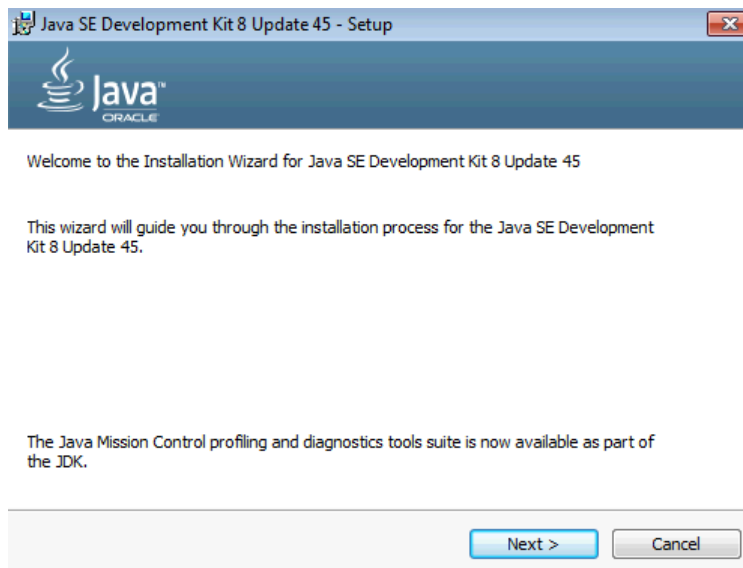 Java SE Development Kit 8 Update 45 - Setup
Java™
ORACLE
Welcome to the Installation Wizard for Java SE Development Kit 8 Update 45
This wizard will guide you through the installation process for the Java SE Development
Kit 8 Update 45.
The Java Mission Control profiling and diagnostics tools suite is now available as part of
the JDK.
Next >
Cancel